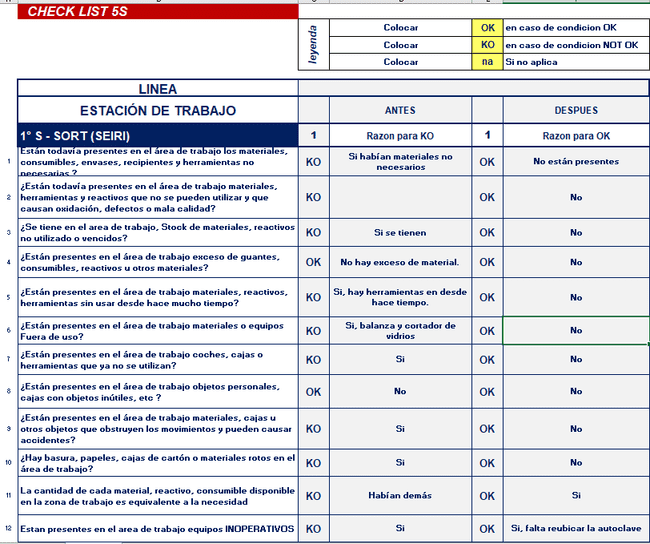 CHECK LIST 5S
leyenda
Colocar OK en caso de condicion OK
Colocar KO en caso de condicion NOT OK
Colocar na Si no aplica
LINEA
ESTACIÓN DE TRABAJO ANTES DESPUES
1° S - SORT (SEIRI) 1 Razon para KO 1 Razon para OK
1 Están todavía presentes en el área de trabajo los materiales,
consumibles, envases, recipientes y herramientas no
necesarias ?
KO Si habían materiales no
necesarios
OK No están presentes
2 ¿Están todavía presentes en el área de trabajo materiales,
herramientas y reactivos que no se pueden utilizar y que
causan oxidación, defectos o mala calidad?
KO OK No
3 ¿Se tiene en el area de trabajo, Stock de materiales, reactivos
no utilizado o vencidos?
KO Si se tienen OK No
4 ¿Están presentes en el área de trabajo exceso de guantes,
consumibles, reactivos u otros materiales?
OK No hay exceso de material. OK No
5 ¿Están presentes en el área de trabajo materiales, reactivos,
herramientas sin usar desde hace mucho tiempo?
KO Si, hay herramientas en desde
hace tiempo.
OK No
6 ¿Están presentes en el área de trabajo materiales o equipos
Fuera de uso?
KO Si, balanza y cortador de
vidrios
OK No
7 ¿Están presentes en el área de trabajo coches, cajas o
herramientas que ya no se utilizan?
KO Si OK No
8 ¿Están presentes en el área de trabajo objetos personales,
cajas con objetos inútiles, etc ?
OK No OK No
9 ¿Están presentes en el área de trabajo materiales, cajas u
otros objetos que obstruyen los movimientos y pueden causar
accidentes?
KO Si OK No
10 ¿Hay basura, papeles, cajas de cartón o materiales rotos en el
área de trabajo?
KO Si OK No
11 La cantidad de cada material, reactivo, consumible disponible
en la zona de trabajo es equivalente a la necesidad
KO Habían demás OK Si
12 Estan presentes en el area de trabajo equipos INOPERATIVOS KO Si OK Si, falta reubicar la autoclave